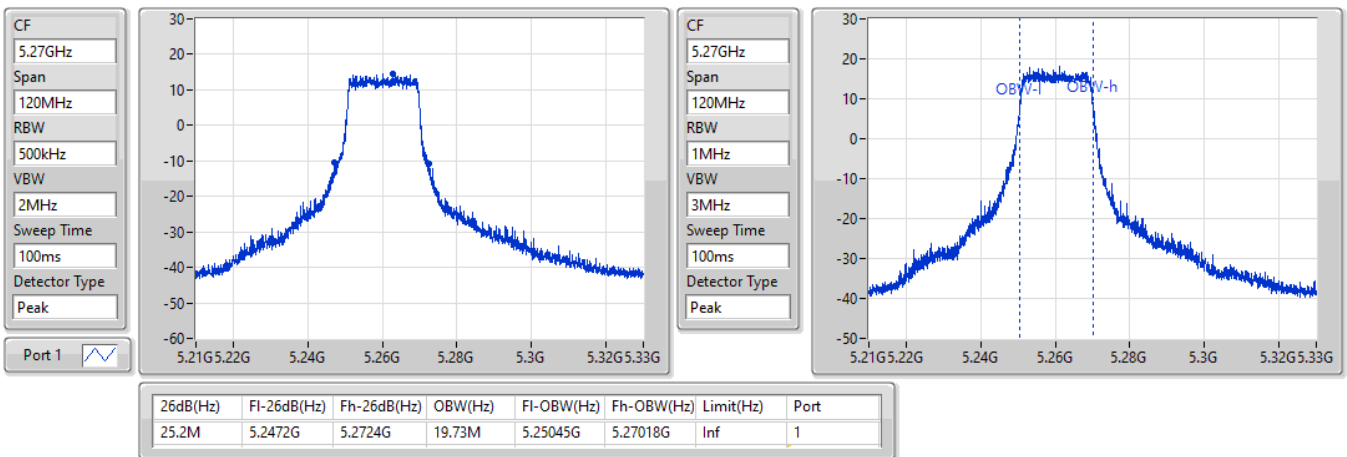 CF
5.27GHz
Span
120MHz
RBW
500kHz
VBW
2MHz
Sweep Time
100ms
Detector Type
Peak
Port 1
30
20
10
0
-10
-20
-30
-40
-50
-60
5.21G 5.22G 5.24G 5.26G 5.28G 5.3G 5.32G 5.33G
CF
5.27GHz
Span
120MHz
RBW
1MHz
VBW
3MHz
Sweep Time
100ms
Detector Type
Peak
30
20
10
0
-10
-20
-30
-40
-50
OBW-l OBW-h
5.21G 5.22G 5.24G 5.26G 5.28G 5.3G 5.32G 5.33G
26dB(Hz) Fl-26dB(Hz) Fh-26dB(Hz) OBW(Hz) Fl-OBW(Hz) Fh-OBW(Hz) Limit(Hz) Port
25.2M 5.2472G 5.2724G 19.73M 5.25045G 5.27018G Inf 1